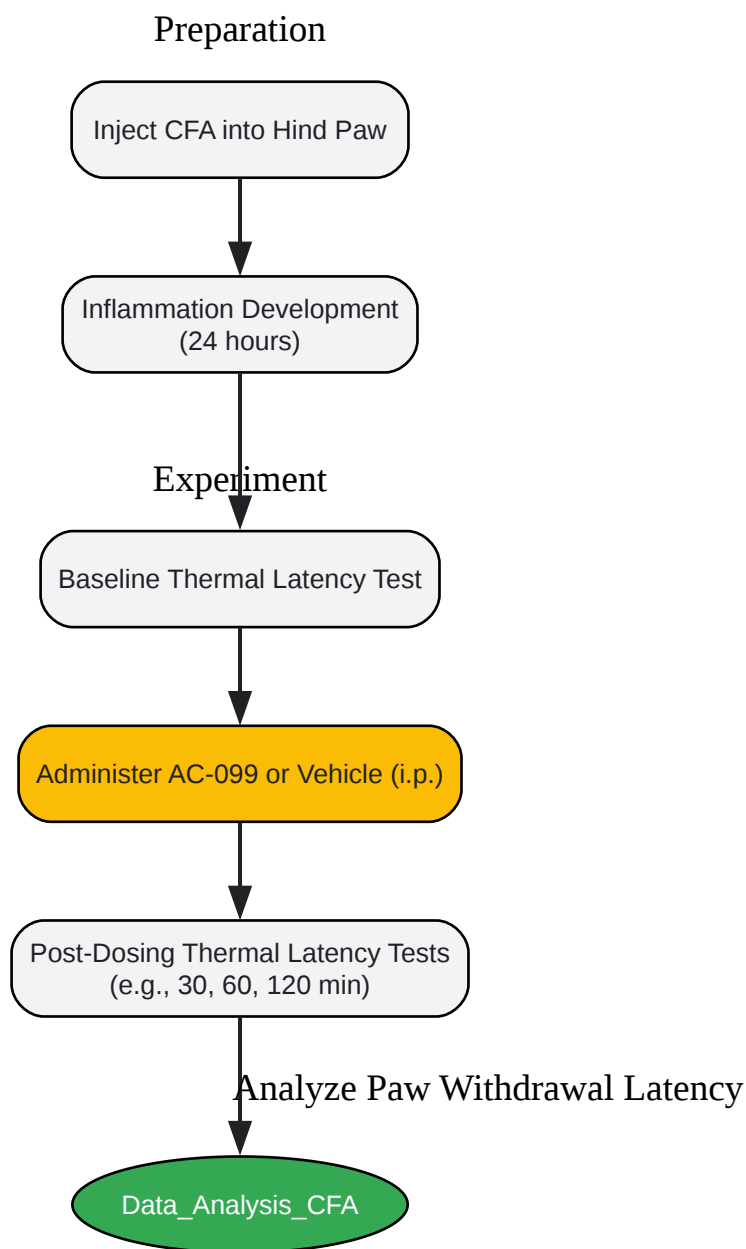 Preparation
Inject CFA into Hind Paw
Inflammation Development
(24 hours)
Experiment
Baseline Thermal Latency Test
Administer AC-099 or Vehicle (i.p.)
Post-Dosing Thermal Latency Tests
(e.g., 30, 60, 120 min)
Analyze Paw Withdrawal Latency
Data_Analysis_CFA